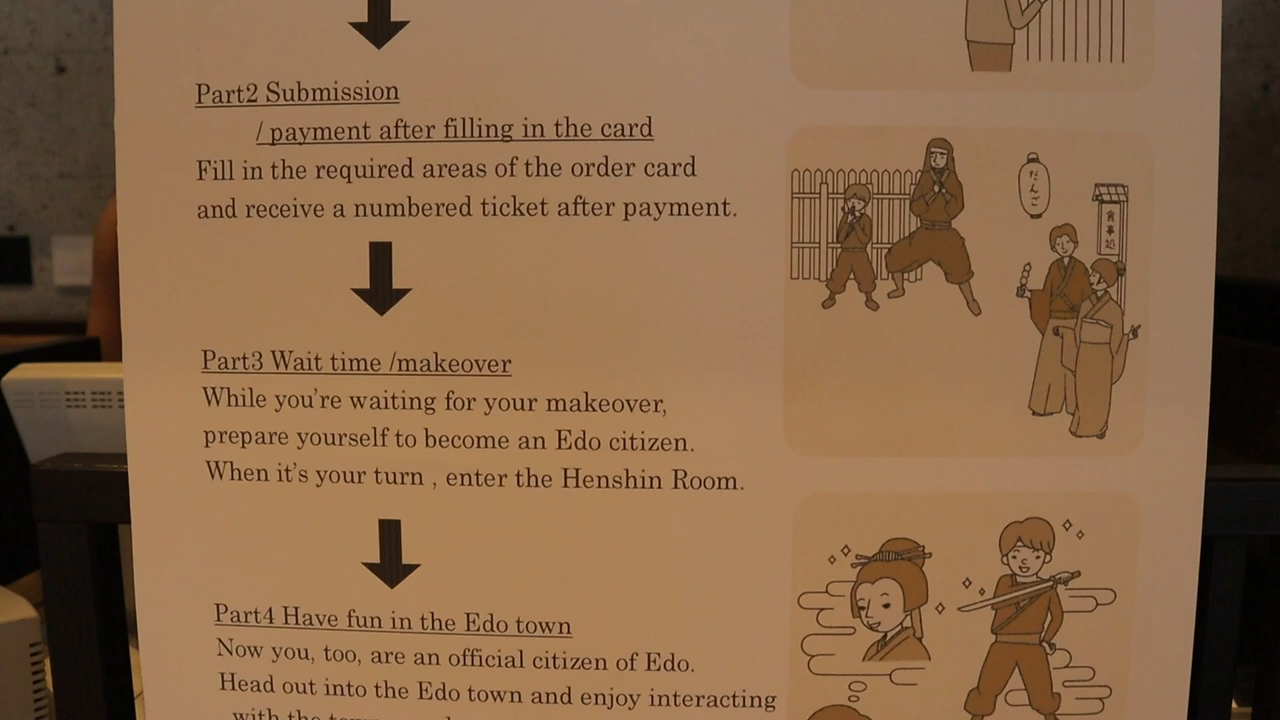 Part2 Submission
/ payment after filling in the card
Fill in the required areas of the order card
and receive a numbered ticket after payment.
だんご
食事処
Part3 Wait time /makeover
While you're waiting for your makeover,
prepare yourself to become an Edo citizen.
When it's your turn , enter the Henshin Room.
Part4 Have fun in the Edo town
Now you, too, are an official citizen of Edo.
Head out into the Edo town and enjoy interacting
with the